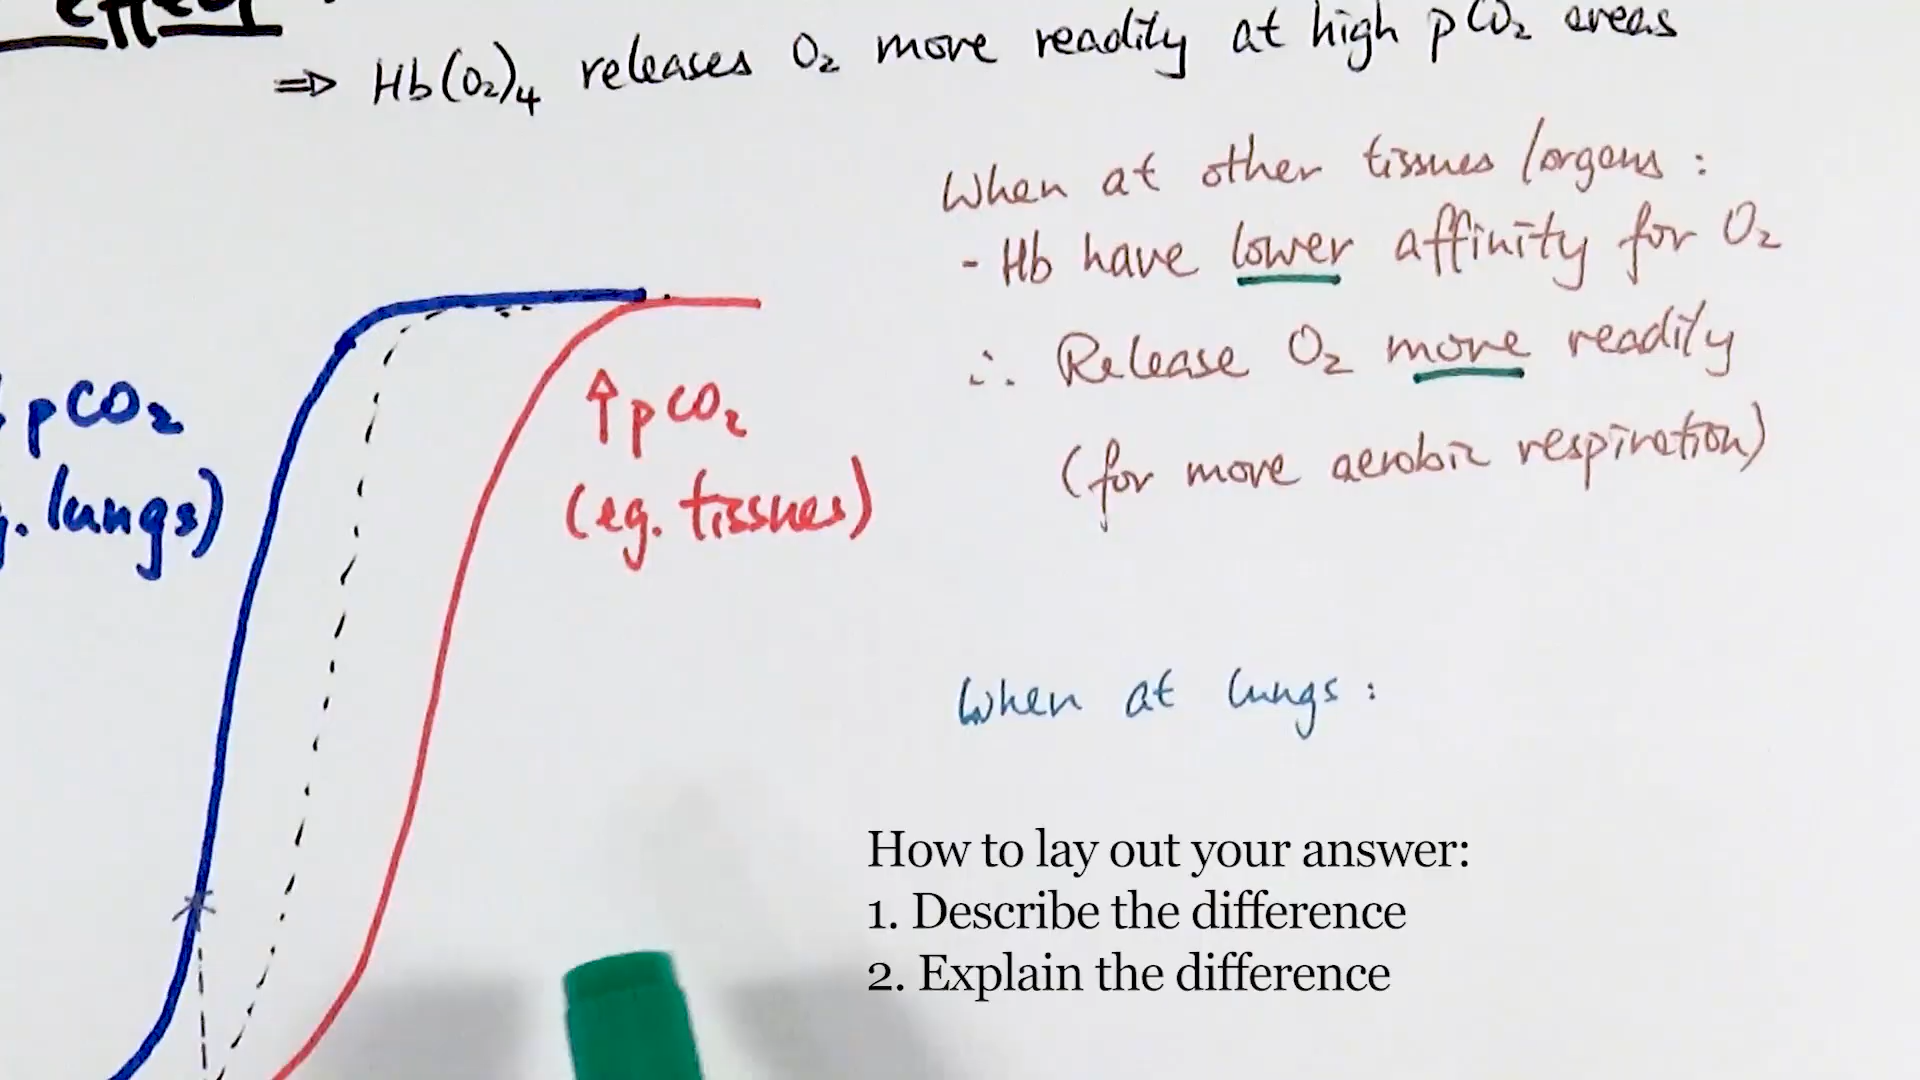 effect
⇒ Hb(O₂)₄ releases O₂ more readily at high pCO₂ areas
When at other tissues/organs :
- Hb have lower affinity for O₂
∴ Release O₂ more readily
(for more aerobic respiration)
pCO₂
lungs)
↑pCO₂
(eg. tissues)
When at lungs :
How to lay out your answer:
1. Describe the difference
2. Explain the difference